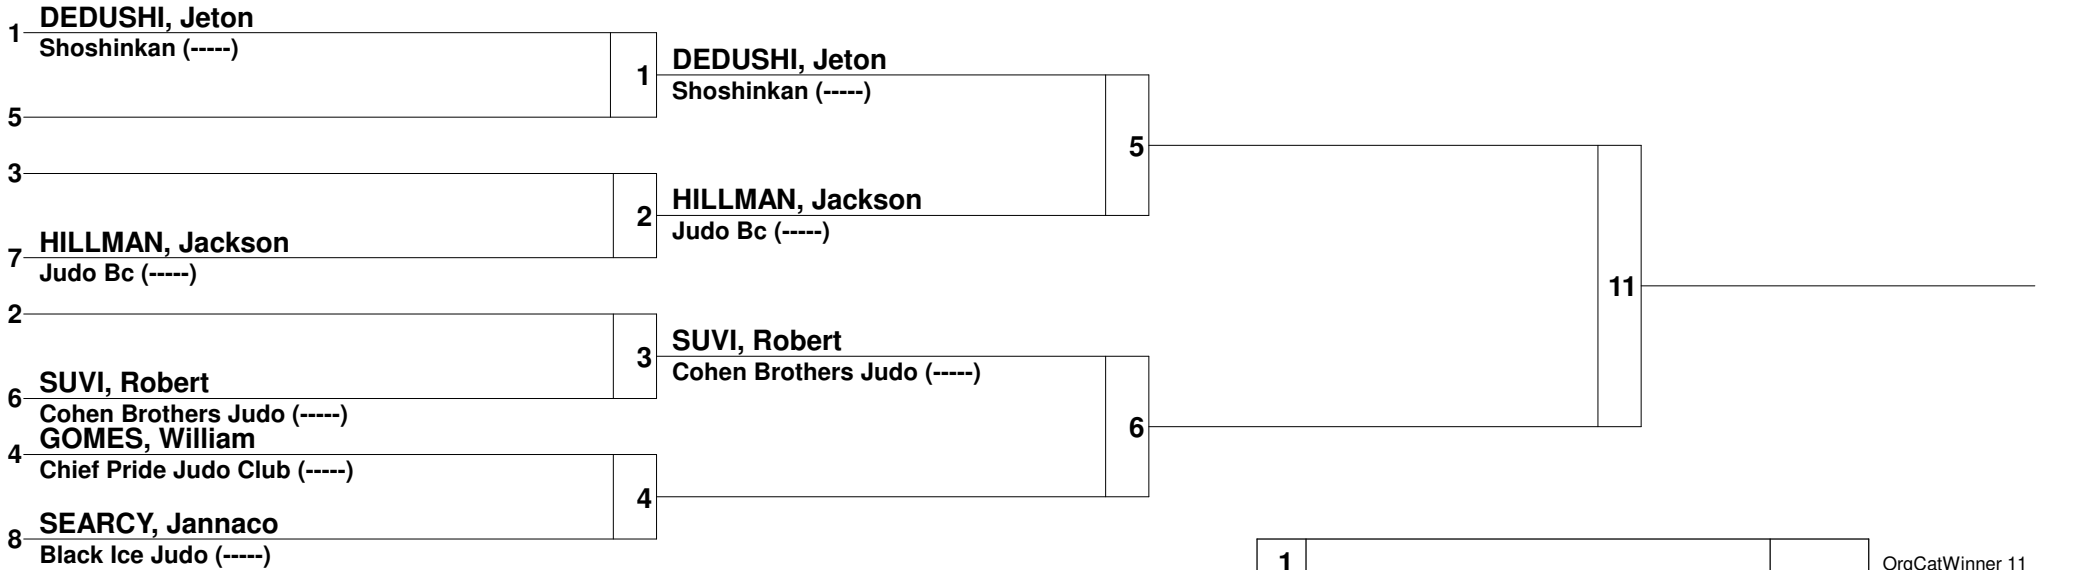 DEDUSHI, Jeton
1
Shoshinkan (-----)
1
DEDUSHI, Jeton
Shoshinkan (-----)
5
5
3
2
HILLMAN, Jackson
Judo Bc (-----)
HILLMAN, Jackson
7
Judo Bc (-----)
11
2
3
SUVI, Robert
Cohen Brothers Judo (-----)
SUVI, Robert
6
Cohen Brothers Judo (-----)
6
GOMES, William
4
Chief Pride Judo Club (-----)
4
SEARCY, Jannaco
8
Black Ice Judo (-----)
1
OrgCatWinner 11